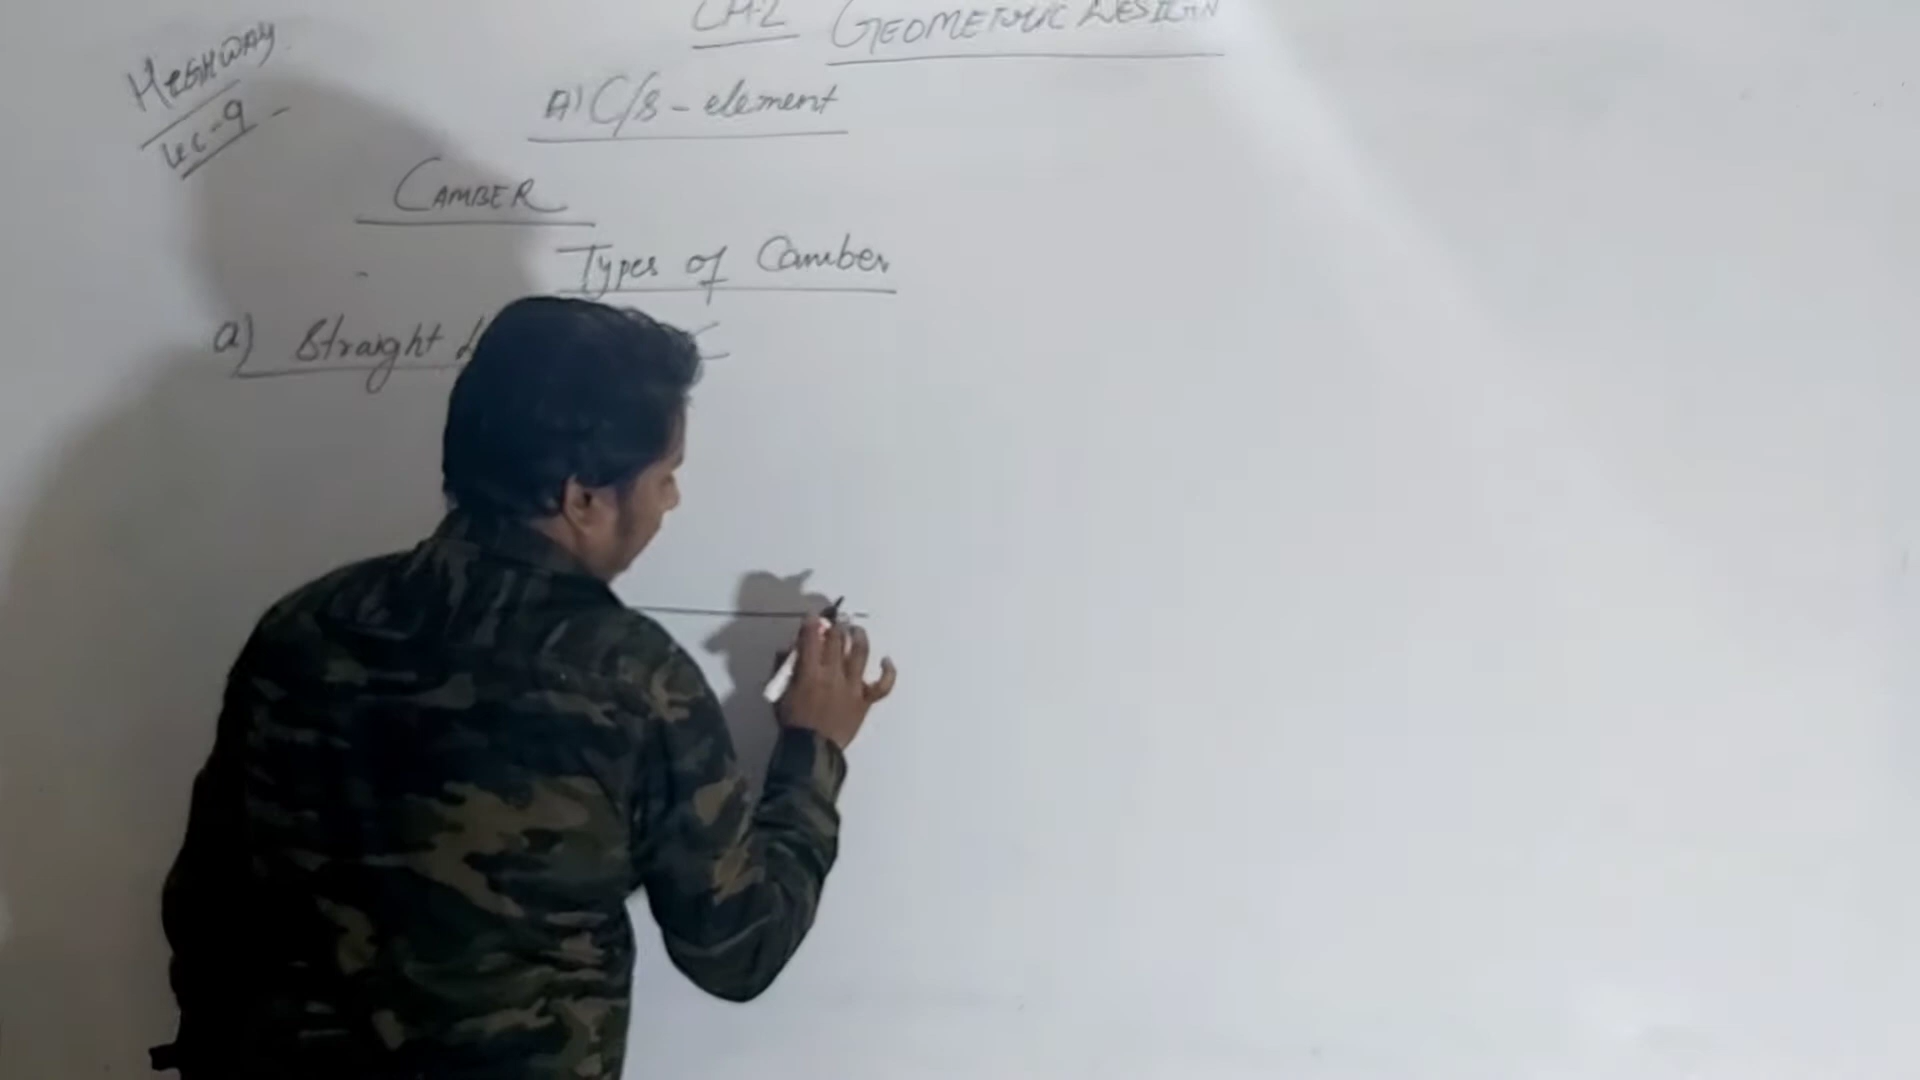 CH-2 GEOMETRIC DESIGN
HIGHWAY
Lec-9
A) C/s - element
CAMBER
Types of Camber
a) Straight